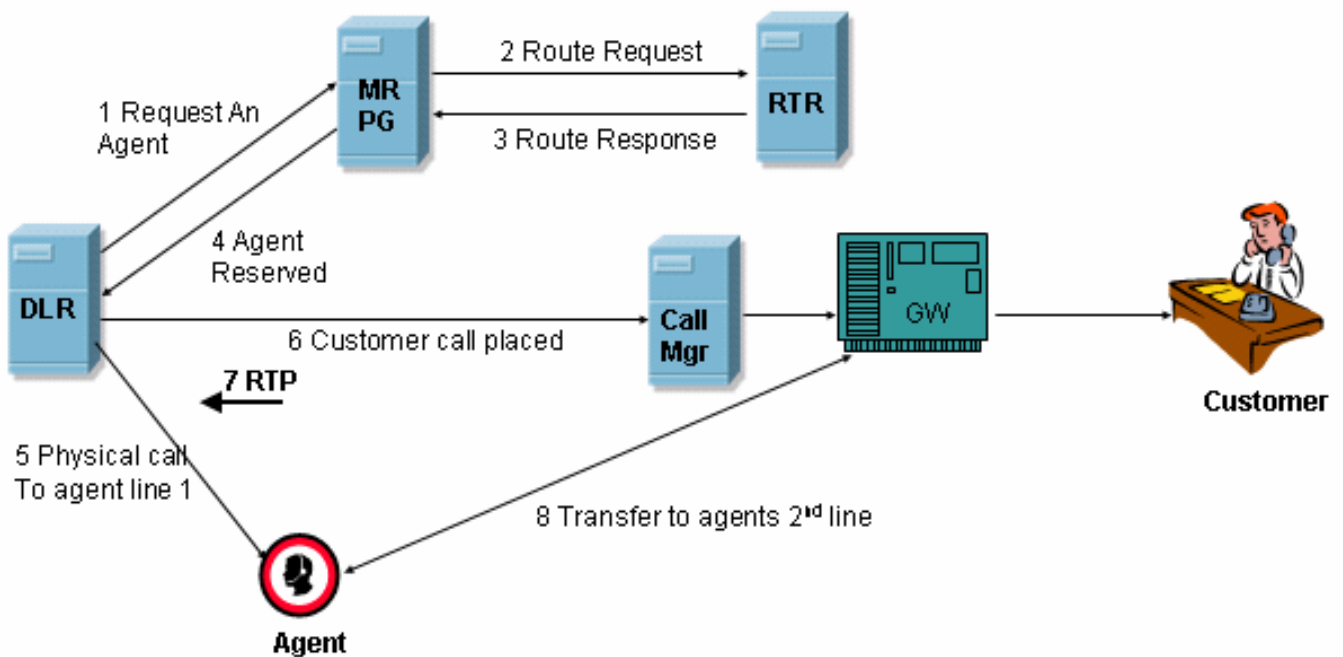 2 Route Request
MR
PG
RTR
1 Request An
Agent
3 Route Response
4 Agent
Reserved
DLR
6 Customer call placed
Call
Mgr
GW
Customer
7 RTP
5 Physical call
To agent line 1
8 Transfer to agents 2nd line
Agent